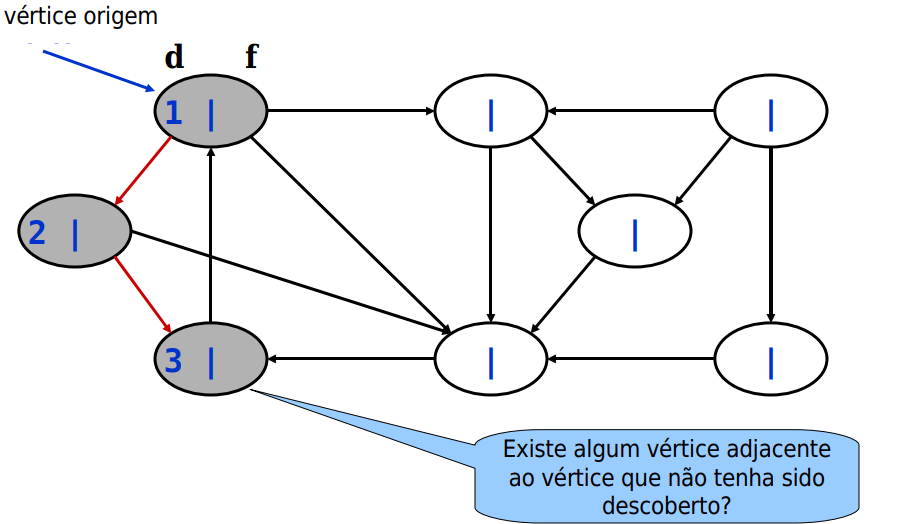 vértice origem
d f
1 |
|
|
2 |
|
3 |
|
|
Existe algum vértice adjacente
ao vértice que não tenha sido
descoberto?